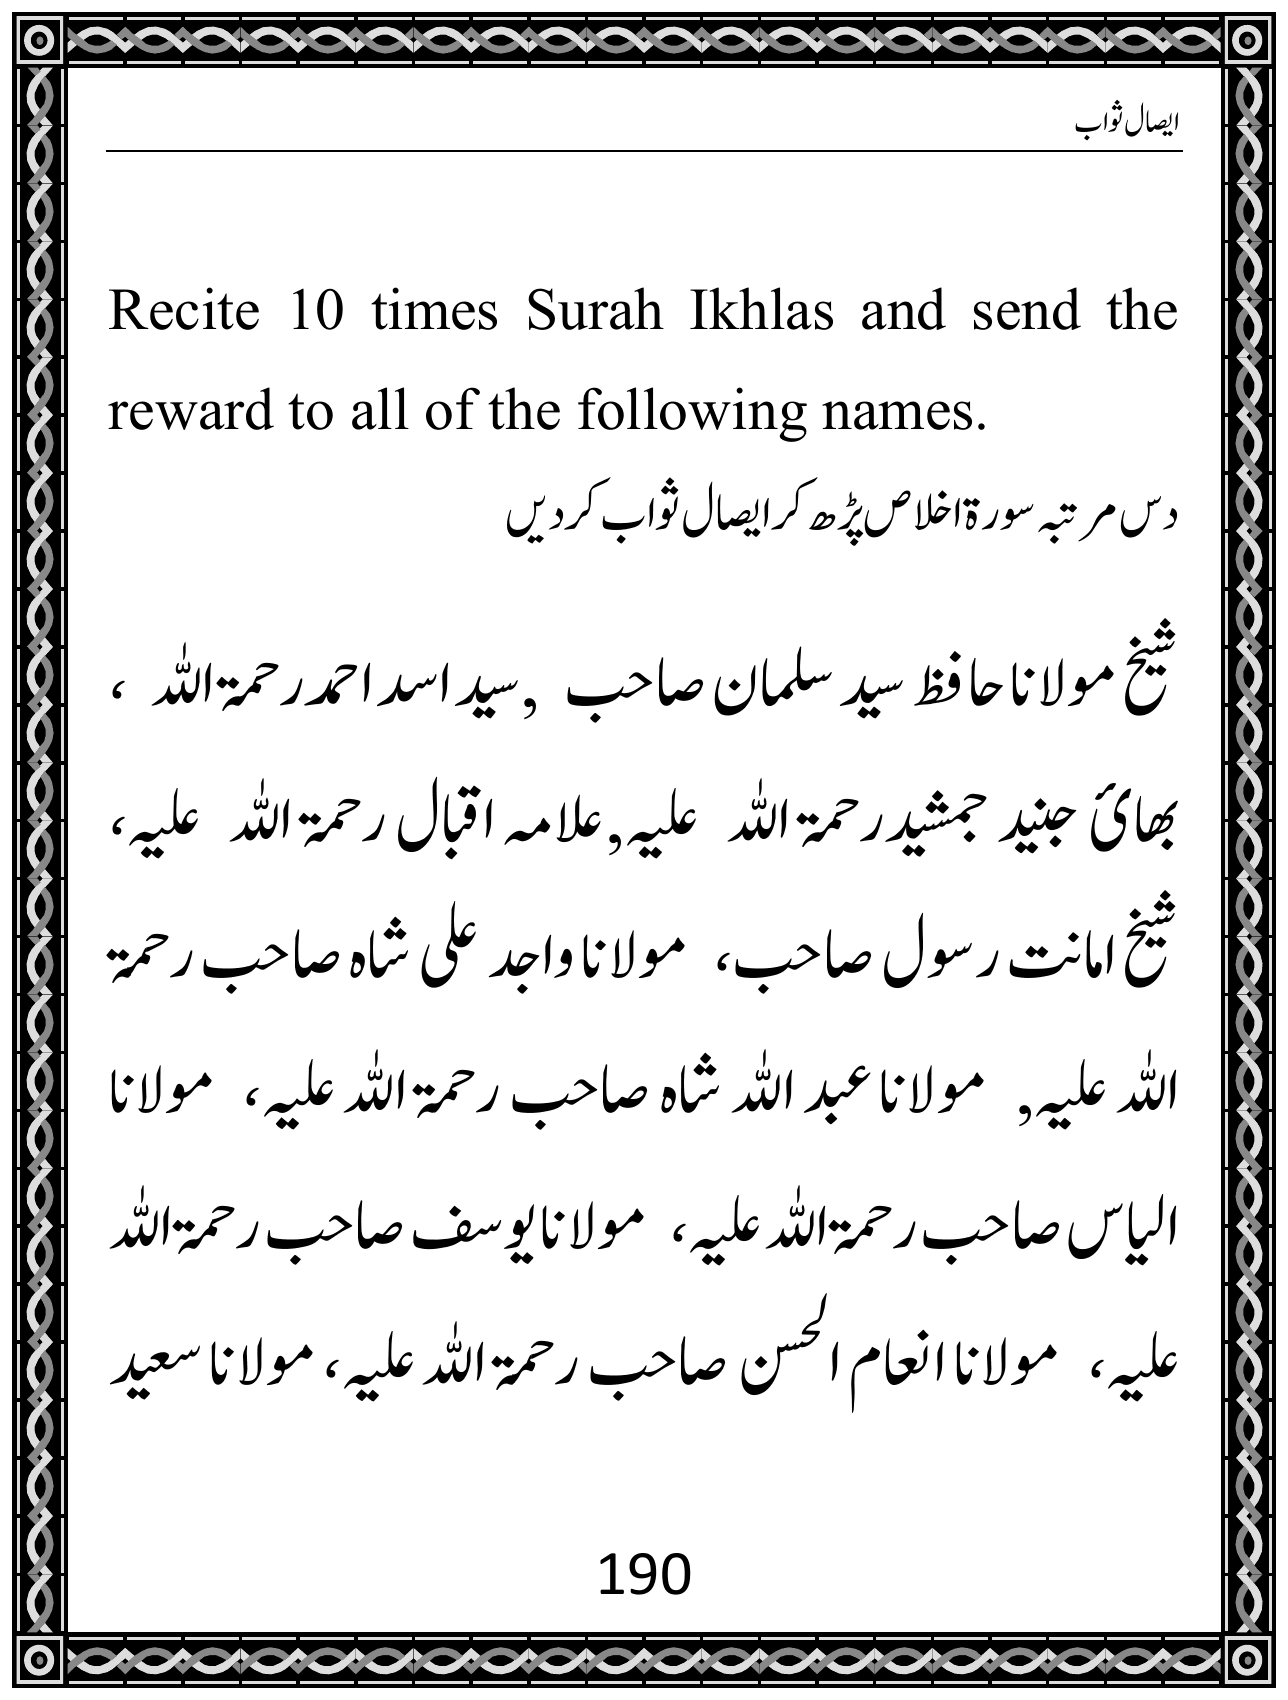 ایصال ثواب
Recite 10 times Surah Ikhlas and send the
reward to all of the following names.
دس مرتبہ سورۃ اخلاص پڑھ کر ایصال ثواب کردیں
شیخ مولانا حافظ سید سلمان صاحب ,سید اسد احمد رحمۃ اللہ ،
بھائ جنید جمشید رحمۃ اللہ علیہ,علامہ اقبال رحمۃ اللہ علیہ،
شیخ امانت رسول صاحب، مولانا واجد علی شاہ صاحب رحمۃ
اللہ علیہ, مولانا عبد اللہ شاہ صاحب رحمۃ اللہ علیہ، مولانا
الیاس صاحب رحمۃ اللہ علیہ، مولانا یوسف صاحب رحمۃ اللہ
علیہ، مولانا انعام الحسن صاحب رحمۃ اللہ علیہ، مولانا سعید
190